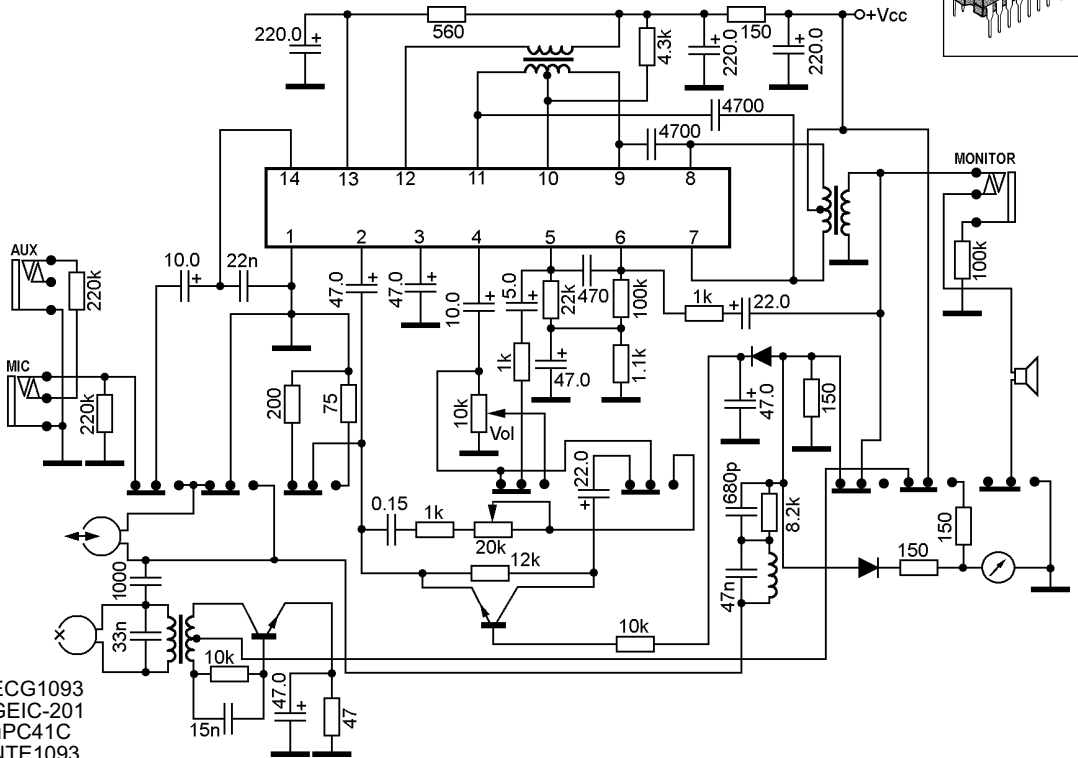 220.0 +
560
4.3k
220.0 +
150
220.0 +
+Vcc
4700
4700
14 13 12 11 10 9 8
MONITOR
1 2 3 4 5 6 7
AUX
10.0 +
22n
220k
47.0 +
47.0 +
10.0 +
5.0 +
22k
470
100k
1k
+ 22.0
100k
MIC
220k
200
75
1k
+
47.0
1.1k
+
47.0
150
10k
Vol
22.0
+
680p
8.2k
0.15
1k
20k
12k
150
150
1000
47n
×
33n
10k
10k
15n
47.0 +
47
ECG1093
GEIC-201
PC41C
NTE1093